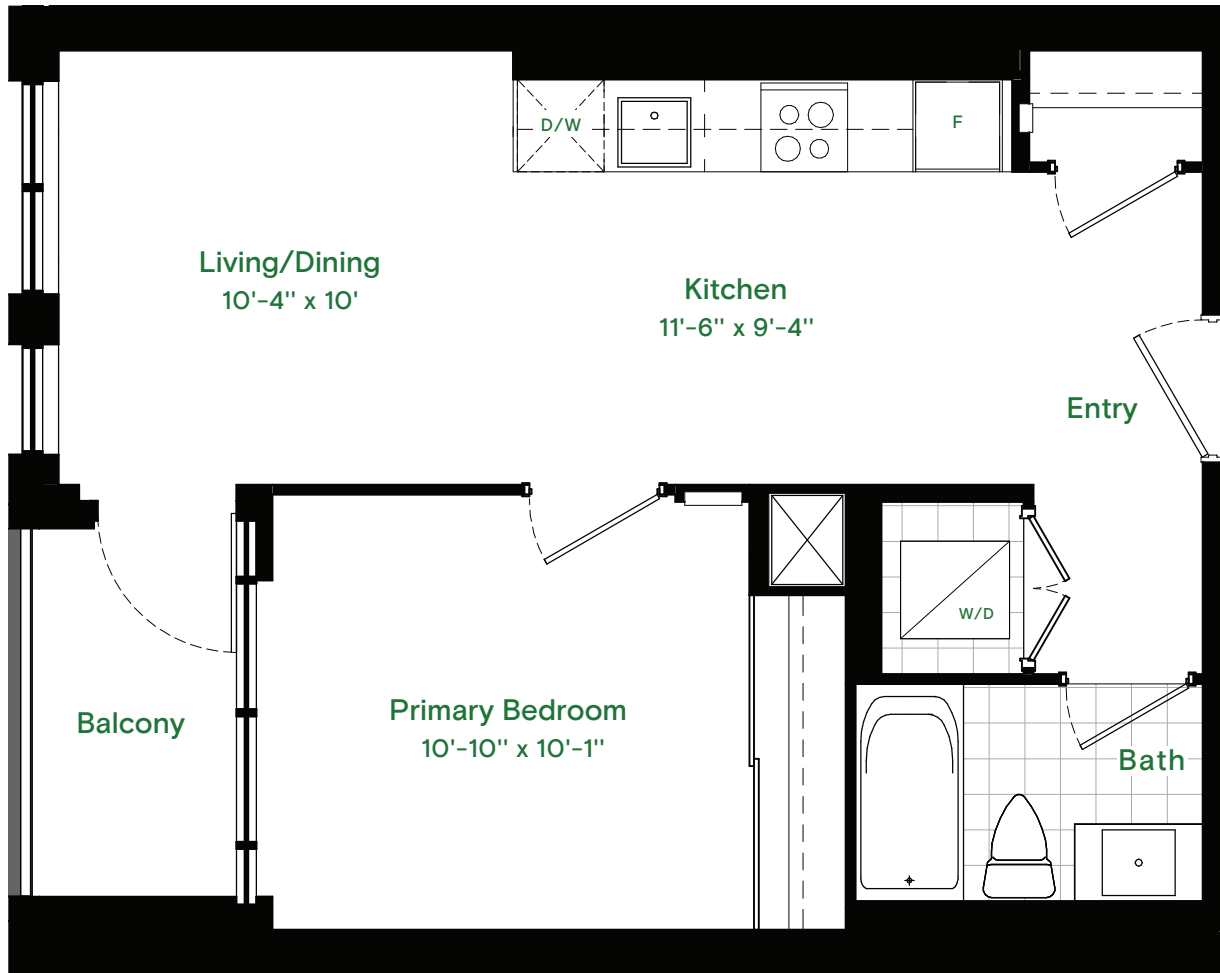 D/W
F
Living/Dining
10'-4" x 10'
Kitchen
11'-6" x 9'-4"
Entry
W/D
Balcony
Primary Bedroom
10'-10" x 10'-1"
Bath